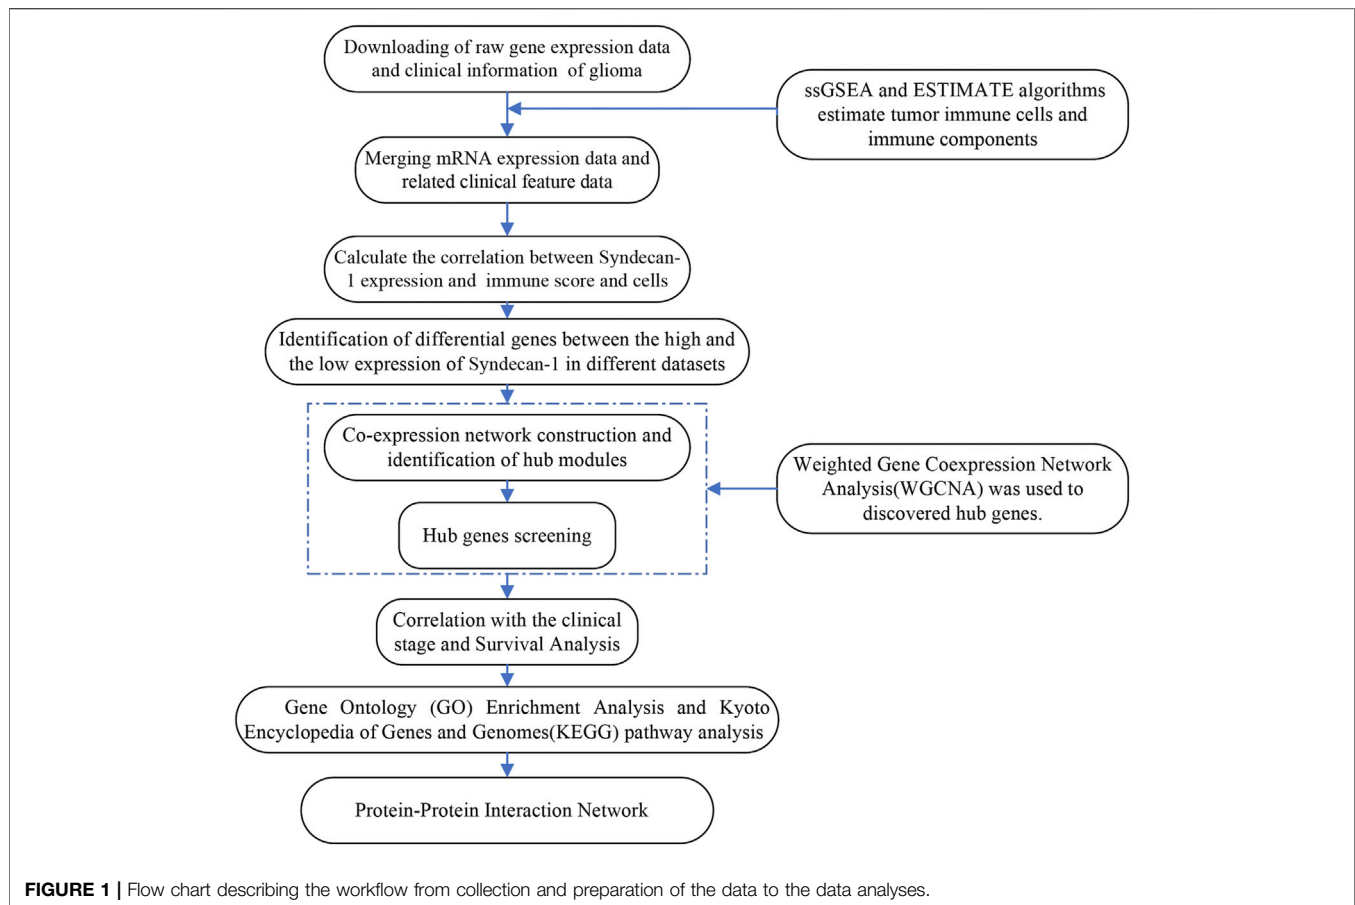 Downloading of raw gene expression data
and clinical information of glioma
ssGSEA and ESTIMATE algorithms
estimate tumor immune cells and
immune components
Merging mRNA expression data and
related clinical feature data
Calculate the correlation between Syndecan-
1 expression and immune score and cells
Identification of differential genes between the high and
the low expression of Syndecan-1 in different datasets
Co-expression network construction and
identification of hub modules
Weighted Gene Coexpression Network
Analysis(WGCNA) was used to
discovered hub genes.
Hub genes screening
Correlation with the clinical
stage and Survival Analysis
Gene Ontology (GO) Enrichment Analysis and Kyoto
Encyclopedia of Genes and Genomes(KEGG) pathway analysis
Protein-Protein Interaction Network
FIGURE 1 | Flow chart describing the workflow from collection and preparation of the data to the data analyses.